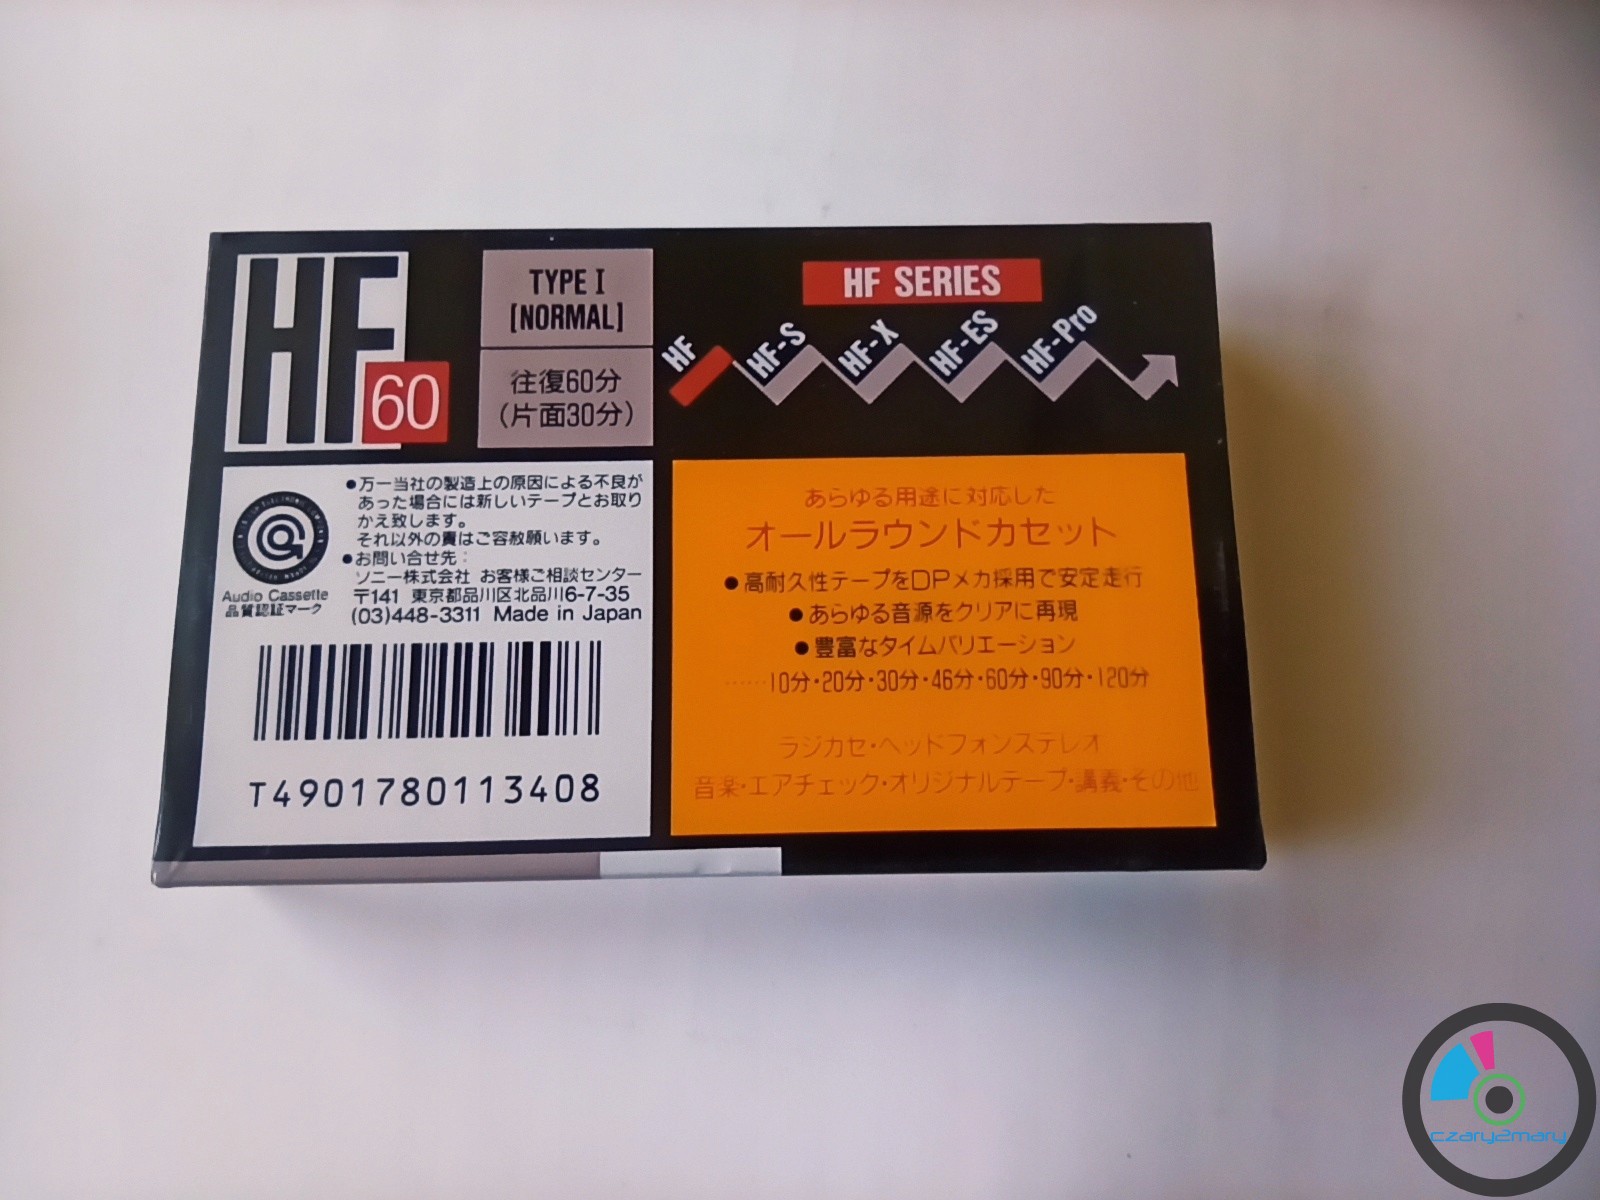 HF
60
TYPE I
[NORMAL]
往復60分
(片面30分)
HF SERIES
HF
HF-S
HF-X
HF-ES
HF-Pro
Audio Cassette
品質認証マーク
●万一当社の製造上の原因による不良が
あった場合には新しいテープとお取り
かえ致します。
それ以外の責はご容赦願います。
●お問い合せ先：
ソニー株式会社 お客様ご相談センター
〒141 東京都品川区北品川6-7-35
(03)448-3311 Made in Japan
T4901780113408
あらゆる用途に対応した
オールラウンドカセット
●高耐久性テープをDPメカ採用で安定走行
●あらゆる音源をクリアに再現
●豊富なタイムバリエーション
……10分・20分・30分・46分・60分・90分・120分
ラジカセ・ヘッドフォンステレオ
音楽・エアチェック・オリジナルテープ・講義・その他
czary2mary